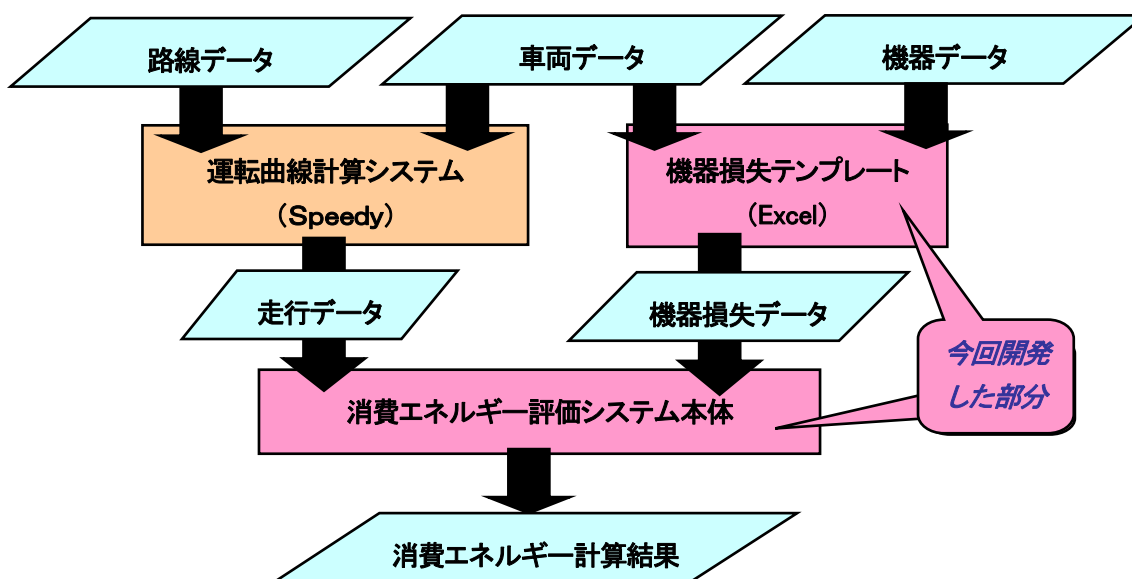 路線データ
車両データ
機器データ
運転曲線計算システム
（Speedy）
機器損失テンプレート
（Excel）
走行データ
機器損失データ
今回開発
した部分
消費エネルギー評価システム本体
消費エネルギー計算結果